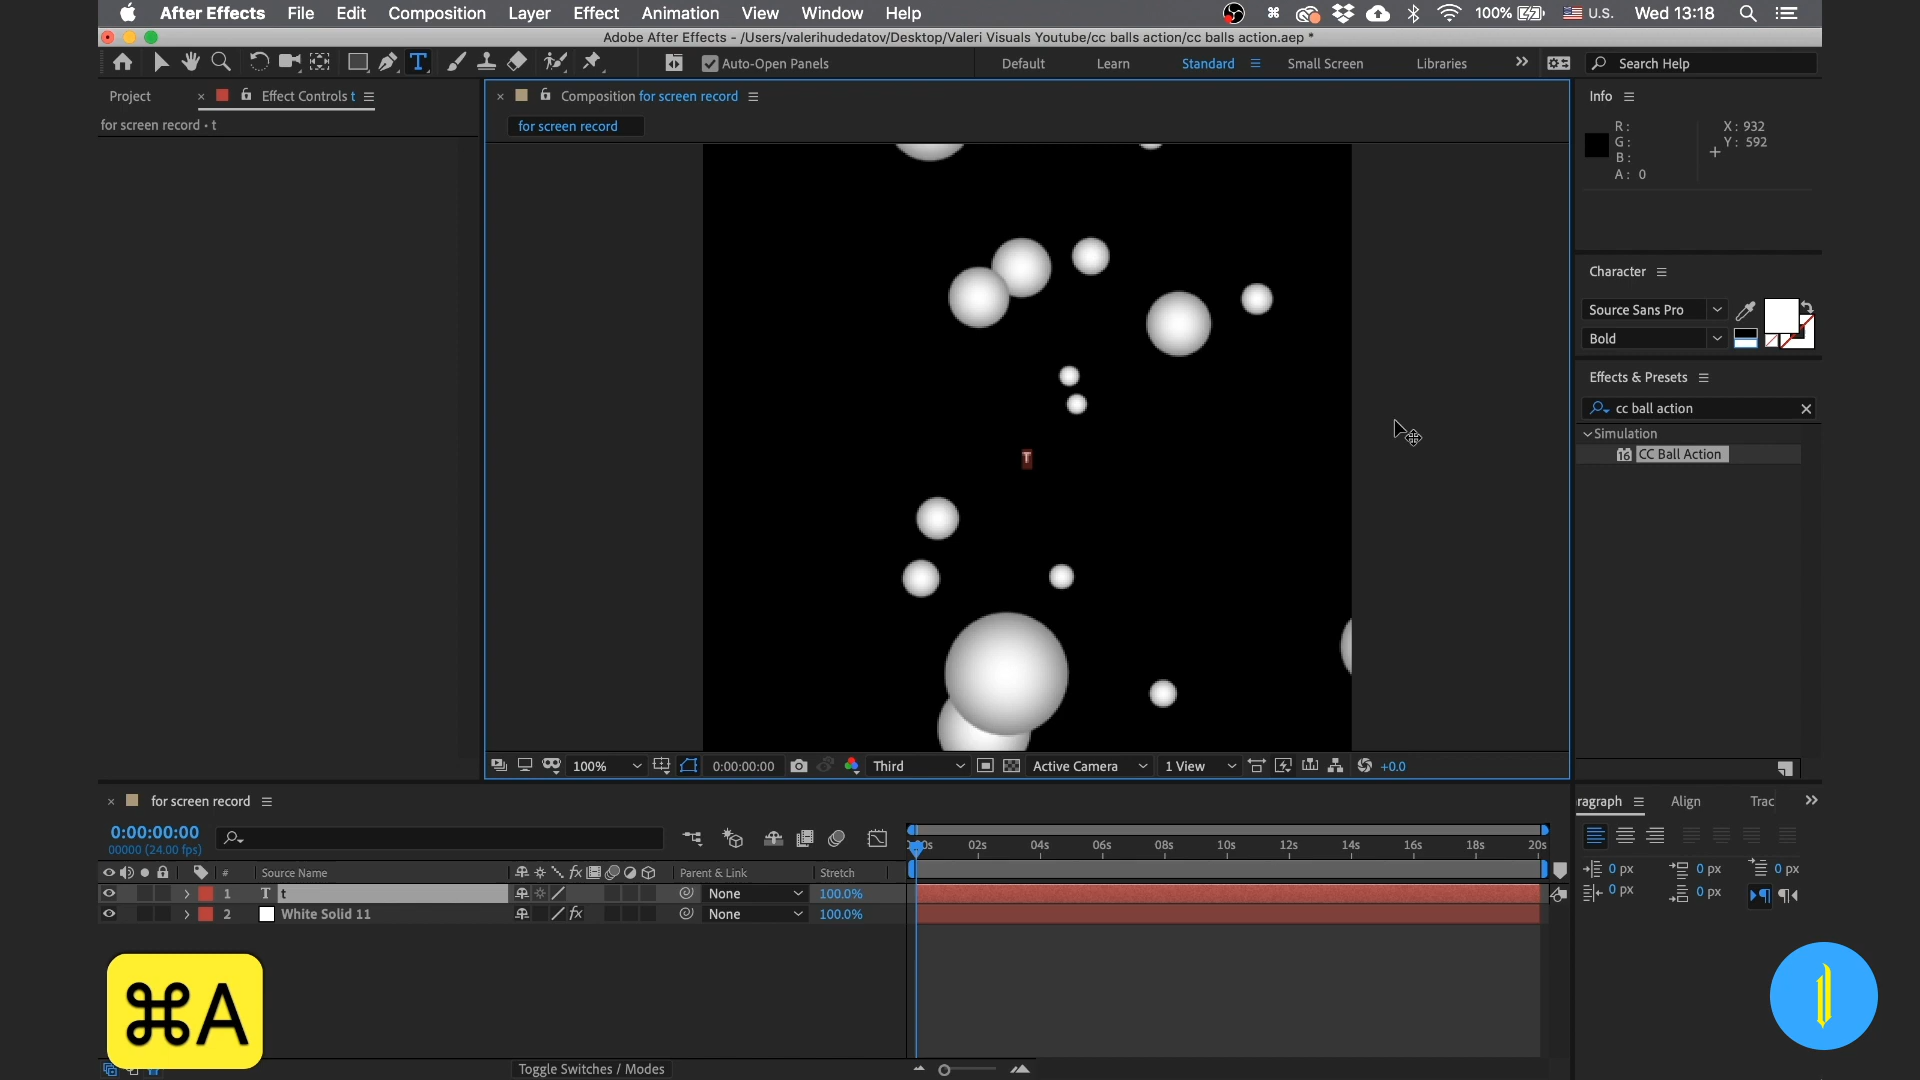 After Effects File Edit Composition Layer Effect Animation View Window Help 100% U.S. Wed 13:18
Adobe After Effects - /Users/valerihudedatov/Desktop/Valeri Visuals Youtube/cc balls action/cc balls action.aep *
T Auto-Open Panels Default Learn Standard Small Screen Libraries » Search Help
Project × Effect Controls t
for screen record • t
× Composition for screen record
for screen record
T
100% 0:00:00:00 Third Active Camera 1 View +0.0
Info
R: X: 932
G: Y: 592
B:
A: 0
Character
Source Sans Pro
Bold
Effects & Presets
cc ball action ×
Simulation
16 CC Ball Action
× for screen record
0:00:00:00
00000 (24.00 fps)
02s 04s 06s 08s 10s 12s 14s 16s 18s 20s
# Source Name fx Parent & Link Stretch
1 T t None 100.0%
2 White Solid 11 fx None 100.0%
Toggle Switches / Modes
ragraph Align Trac »
0 px 0 px 0 px
0 px 0 px
⌘A